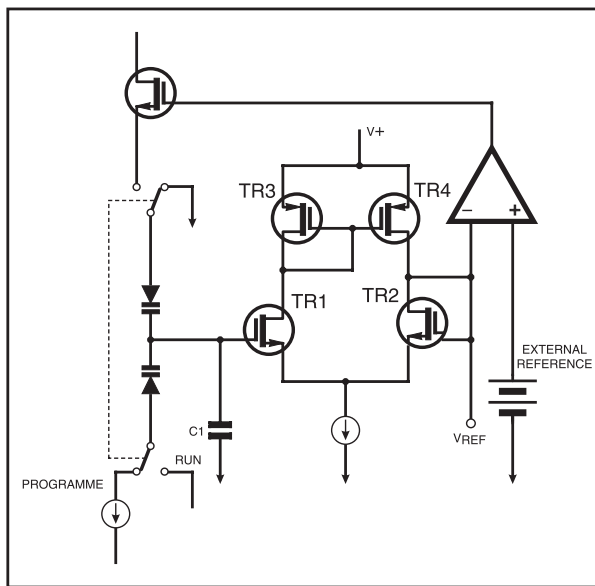 V+
TR3
TR4
− +
TR1
TR2
EXTERNAL
REFERENCE
C1
RUN
VREF
PROGRAMME